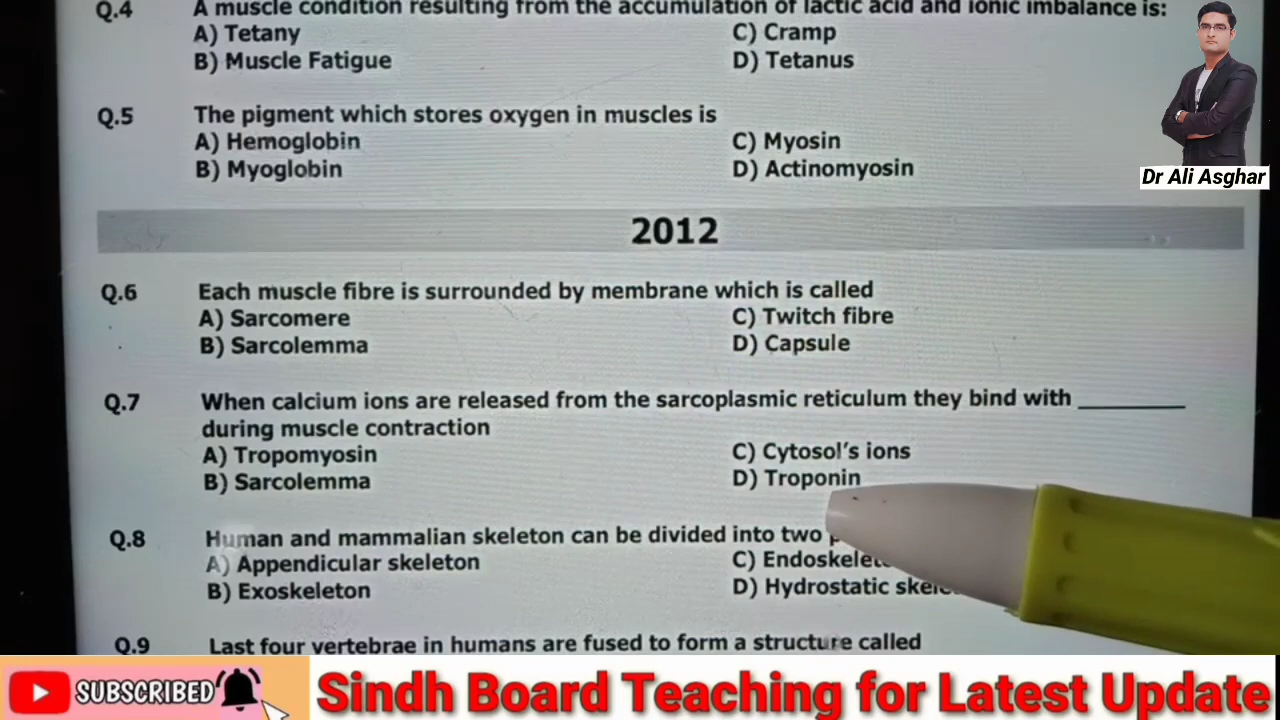 Q.4 A muscle condition resulting from the accumulation of lactic acid and ionic imbalance is:
A) Tetany C) Cramp
B) Muscle Fatigue D) Tetanus
Q.5 The pigment which stores oxygen in muscles is
A) Hemoglobin C) Myosin
B) Myoglobin D) Actinomyosin
Dr Ali Asghar
2012
Q.6 Each muscle fibre is surrounded by membrane which is called
A) Sarcomere C) Twitch fibre
B) Sarcolemma D) Capsule
Q.7 When calcium ions are released from the sarcoplasmic reticulum they bind with ________
during muscle contraction
A) Tropomyosin C) Cytosol's ions
B) Sarcolemma D) Troponin
Q.8 Human and mammalian skeleton can be divided into two
A) Appendicular skeleton
B) Exoskeleton D) Hydrostatic
Q.9 Last four vertebrae in humans are fused to form a structure called
SUBSCRIBED Sindh Board Teaching for Latest Update